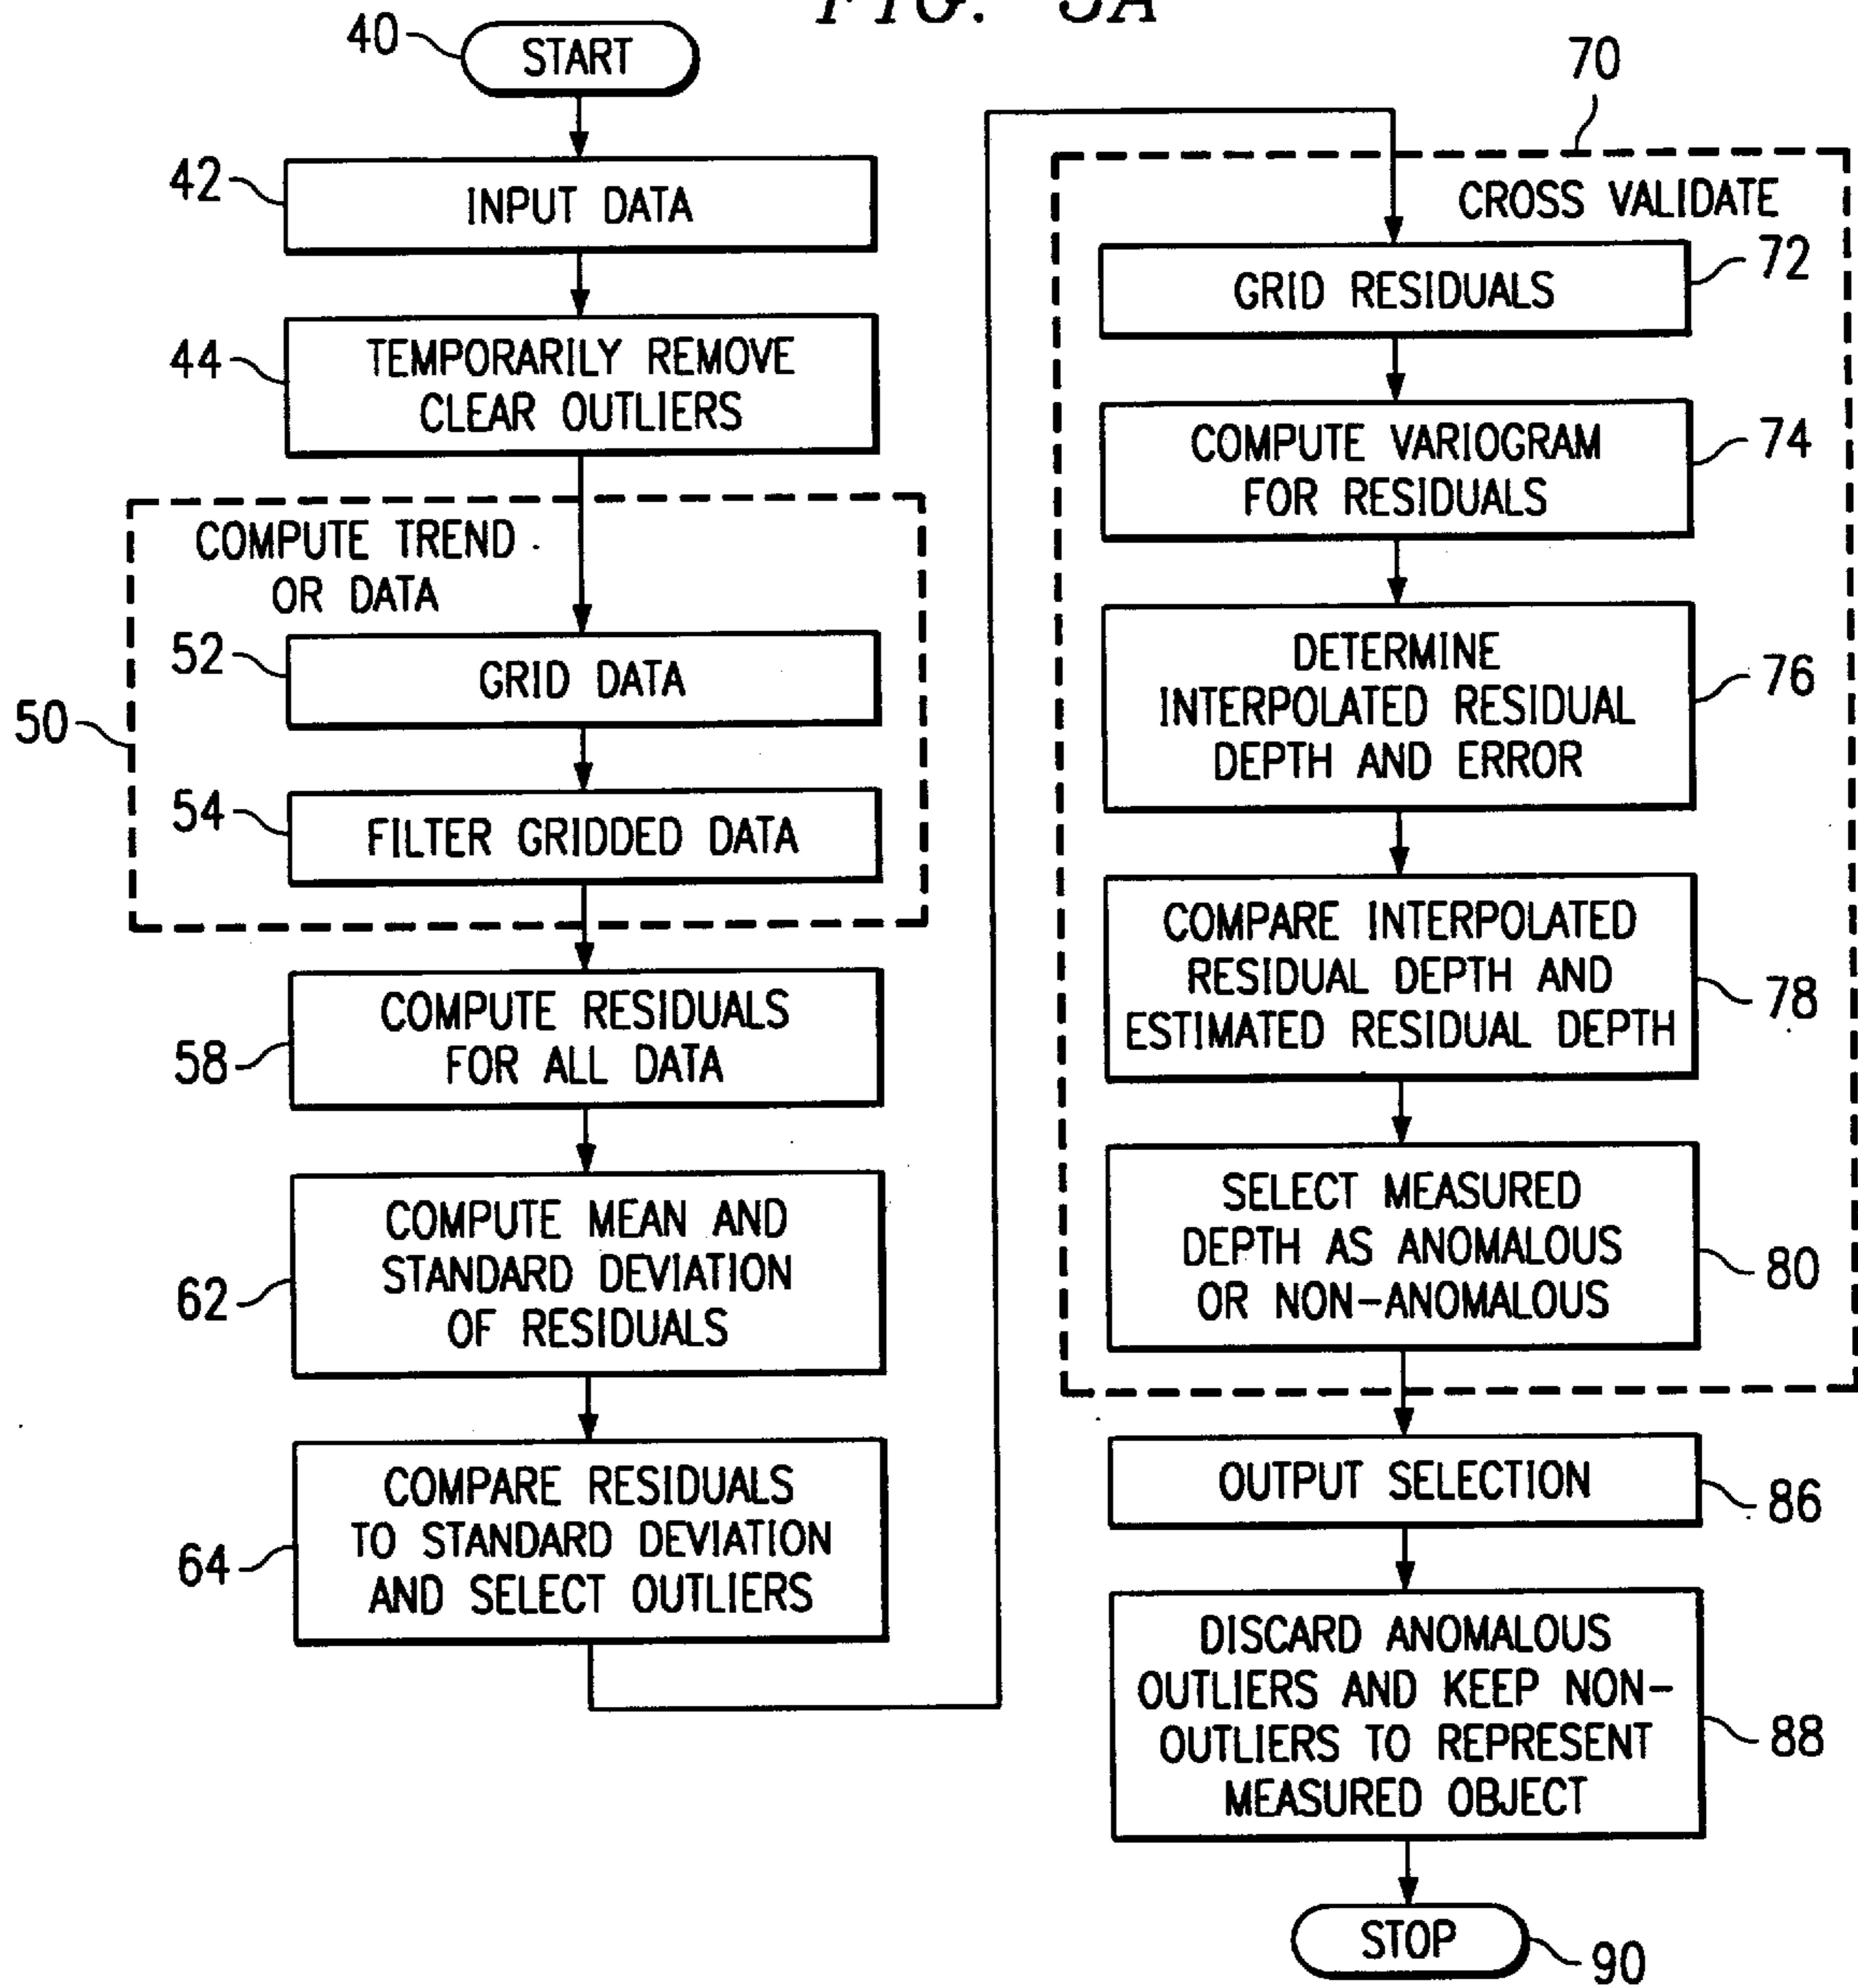 FIG. 3A
40
START
42
INPUT DATA
44
TEMPORARILY REMOVE
CLEAR OUTLIERS
50
COMPUTE TREND
OR DATA
52
GRID DATA
54
FILTER GRIDDED DATA
58
COMPUTE RESIDUALS
FOR ALL DATA
62
COMPUTE MEAN AND
STANDARD DEVIATION
OF RESIDUALS
64
COMPARE RESIDUALS
TO STANDARD DEVIATION
AND SELECT OUTLIERS
70
CROSS VALIDATE
72
GRID RESIDUALS
74
COMPUTE VARIOGRAM
FOR RESIDUALS
76
DETERMINE
INTERPOLATED RESIDUAL
DEPTH AND ERROR
78
COMPARE INTERPOLATED
RESIDUAL DEPTH AND
ESTIMATED RESIDUAL DEPTH
80
SELECT MEASURED
DEPTH AS ANOMALOUS
OR NON-ANOMALOUS
86
OUTPUT SELECTION
88
DISCARD ANOMALOUS
OUTLIERS AND KEEP NON-
OUTLIERS TO REPRESENT
MEASURED OBJECT
STOP
90